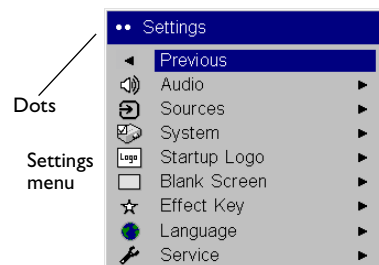 Settings
Previous
Audio
Sources
System
Logo Startup Logo
Blank Screen
Effect Key
Language
Service
Dots
Settings
menu